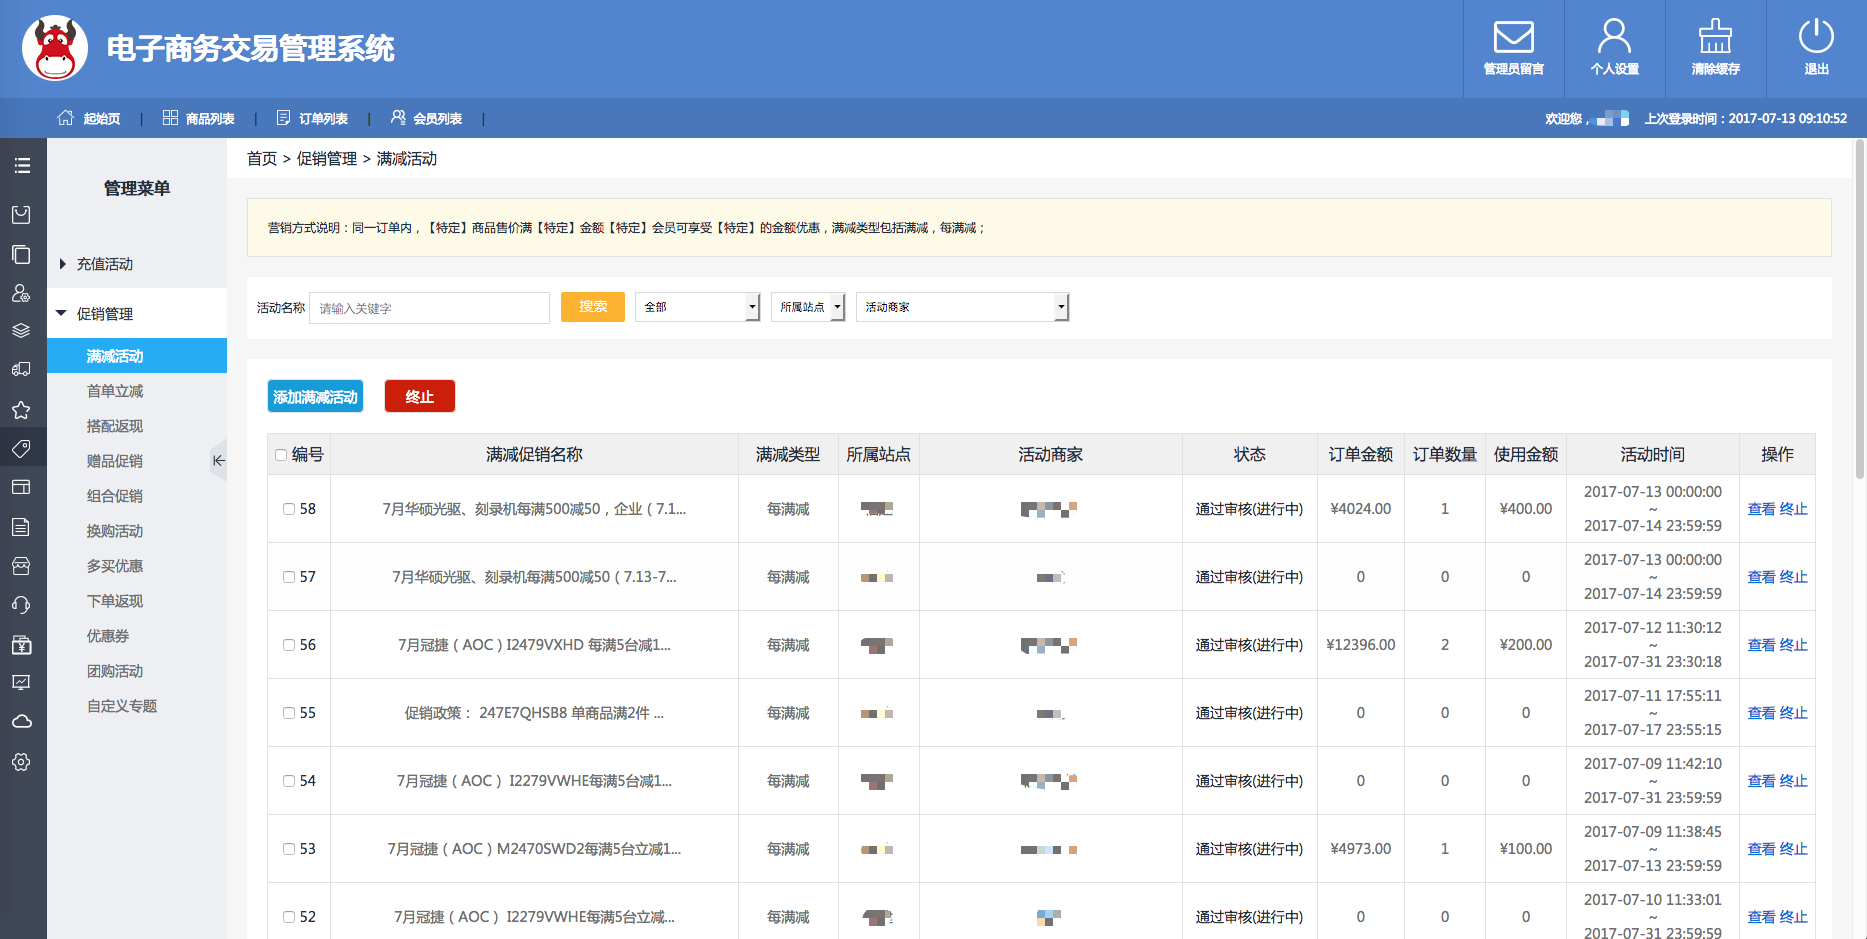 电子商务交易管理系统
管理员留言 个人设置 清除缓存 退出
起始页 | 商品列表 | 订单列表 | 会员列表 |
欢迎您， 上次登录时间：2017-07-13 09:10:52
管理菜单
充值活动
促销管理
满减活动
首单立减
搭配返现
赠品促销
组合促销
换购活动
多买优惠
下单返现
优惠券
团购活动
自定义专题
首页 > 促销管理 > 满减活动
营销方式说明：同一订单内，【特定】商品售价满【特定】金额【特定】会员可享受【特定】的金额优惠，满减类型包括满减，每满减；
活动名称 请输入关键字 搜索 全部 所属站点 活动商家
添加满减活动 终止
编号 满减促销名称 满减类型 所属站点 活动商家 状态 订单金额 订单数量 使用金额 活动时间 操作
58 7月华硕光驱、刻录机每满500减50，企业（7.1... 每满减 通过审核(进行中) ¥4024.00 1 ¥400.00 2017-07-13 00:00:00 ~ 2017-07-14 23:59:59 查看 终止
57 7月华硕光驱、刻录机每满500减50（7.13-7... 每满减 通过审核(进行中) 0 0 0 2017-07-13 00:00:00 ~ 2017-07-14 23:59:59 查看 终止
56 7月冠捷（AOC）I2479VXHD 每满5台减1... 每满减 通过审核(进行中) ¥12396.00 2 ¥200.00 2017-07-12 11:30:12 ~ 2017-07-31 23:30:18 查看 终止
55 促销政策： 247E7QHSB8 单商品满2件 ... 每满减 通过审核(进行中) 0 0 0 2017-07-11 17:55:11 ~ 2017-07-17 23:55:15 查看 终止
54 7月冠捷（AOC） I2279VWHE每满5台减1... 每满减 通过审核(进行中) 0 0 0 2017-07-09 11:42:10 ~ 2017-07-31 23:59:59 查看 终止
53 7月冠捷（AOC）M2470SWD2每满5台立减1... 每满减 通过审核(进行中) ¥4973.00 1 ¥100.00 2017-07-09 11:38:45 ~ 2017-07-13 23:59:59 查看 终止
52 7月冠捷（AOC） I2279VWHE每满5台立减... 每满减 通过审核(进行中) 0 0 0 2017-07-10 11:33:01 ~ 2017-07-31 23:59:59 查看 终止